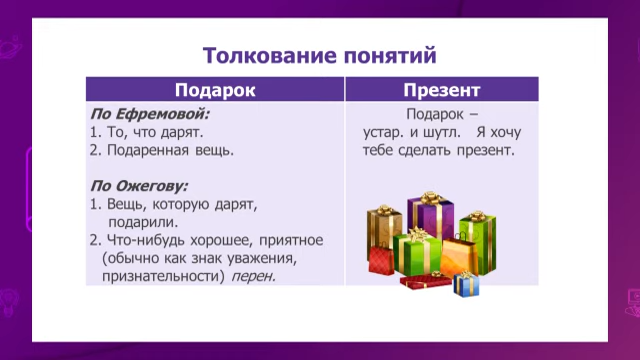 Толкование понятий
Подарок
Презент
По Ефремовой:
1. То, что дарят.
2. Подаренная вещь.
По Ожегову:
1. Вещь, которую дарят,
подарили.
2. Что-нибудь хорошее, приятное
(обычно как знак уважения,
признательности) перен.
Подарок –
устар. и шутл. Я хочу
тебе сделать презент.